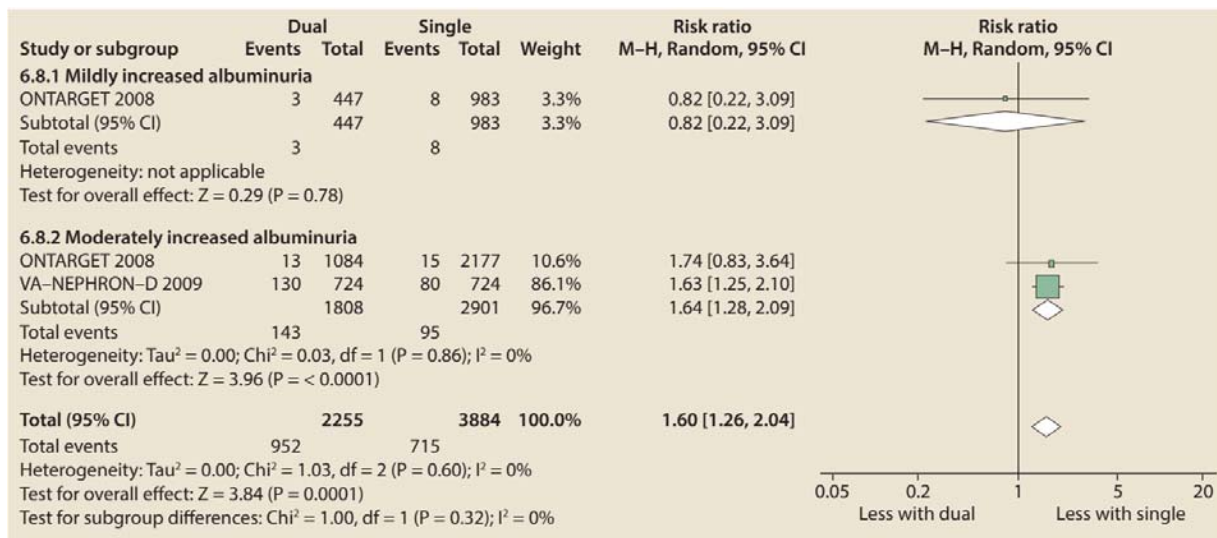 Dual Single Risk ratio Risk ratio
Study or subgroup Events Total Events Total Weight M–H, Random, 95% CI M–H, Random, 95% CI
6.8.1 Mildly increased albuminuria
ONTARGET 2008 3 447 8 983 3.3% 0.82 [0.22, 3.09]
Subtotal (95% CI) 447 983 3.3% 0.82 [0.22, 3.09]
Total events 3 8
Heterogeneity: not applicable
Test for overall effect: Z = 0.29 (P = 0.78)
6.8.2 Moderately increased albuminuria
ONTARGET 2008 13 1084 15 2177 10.6% 1.74 [0.83, 3.64]
VA–NEPHRON–D 2009 130 724 80 724 86.1% 1.63 [1.25, 2.10]
Subtotal (95% CI) 1808 2901 96.7% 1.64 [1.28, 2.09]
Total events 143 95
Heterogeneity: Tau² = 0.00; Chi² = 0.03, df = 1 (P = 0.86); I² = 0%
Test for overall effect: Z = 3.96 (P = < 0.0001)
Total (95% CI) 2255 3884 100.0% 1.60 [1.26, 2.04]
Total events 952 715
Heterogeneity: Tau² = 0.00; Chi² = 1.03, df = 2 (P = 0.60); I² = 0%
Test for overall effect: Z = 3.84 (P = 0.0001)
Test for subgroup differences: Chi² = 1.00, df = 1 (P = 0.32); I² = 0%
0.05 0.2 1 5 20
Less with dual Less with single